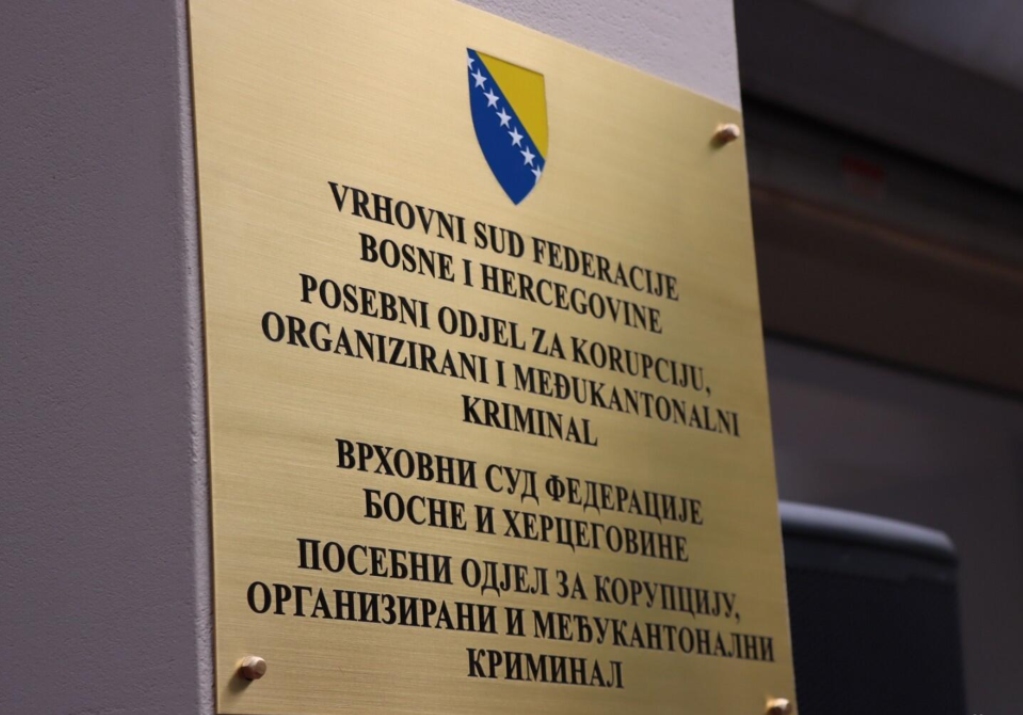 VRHOVNI SUD FEDERACIJE
BOSNE I HERCEGOVINE
POSEBNI ODJEL ZA KORUPCIJU,
ORGANIZIRANI I MEĐUKANTONALNI
KRIMINAL
ВРХОВНИ СУД ФЕДЕРАЦИЈЕ
БОСНЕ И ХЕРЦЕГОВИНЕ
ПОСЕБНИ ОДЈЕЛ ЗА КОРУПЦИЈУ,
ОРГАНИЗИРАНИ И МЕЂУКАНТОНАЛНИ
КРИМИНАЛ